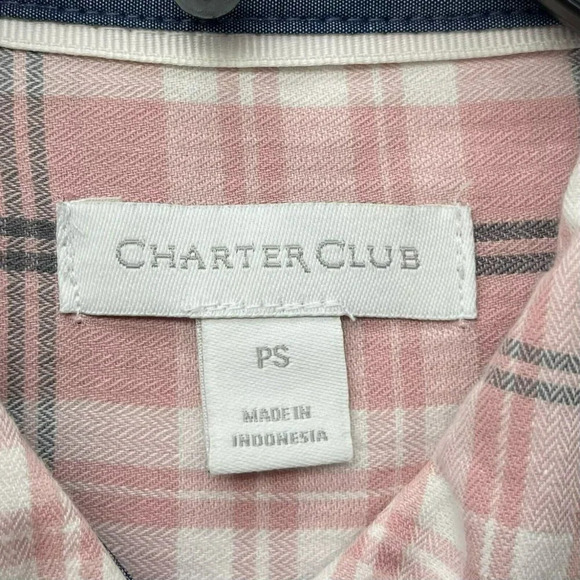 CHARTER CLUB
PS
MADE IN
INDONESIA